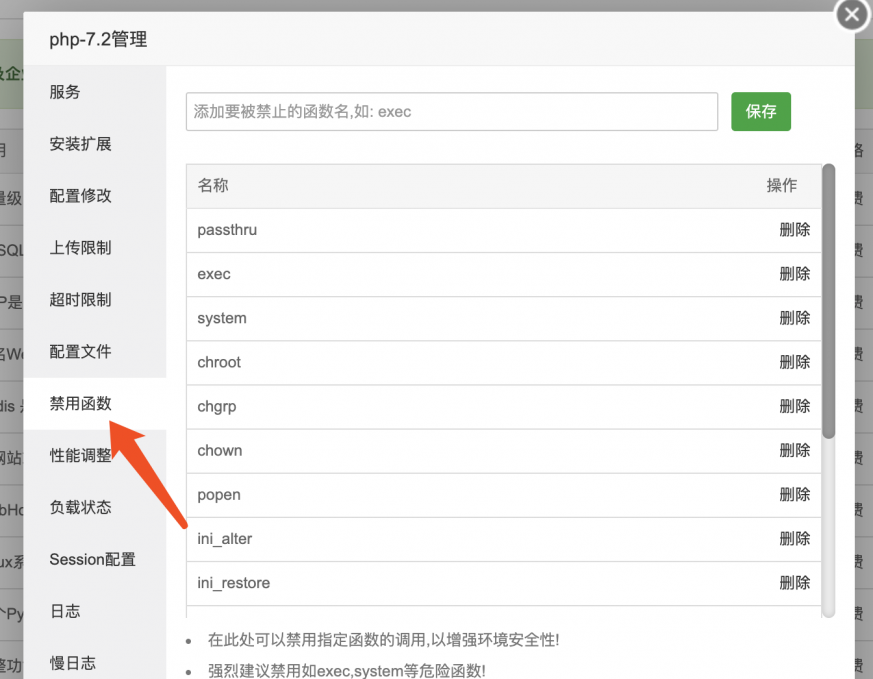 php-7.2管理
服务
安装扩展
配置修改
上传限制
超时限制
配置文件
禁用函数
性能调整
负载状态
Session配置
日志
慢日志
添加要被禁止的函数名,如: exec
保存
名称 操作
passthru 删除
exec 删除
system 删除
chroot 删除
chgrp 删除
chown 删除
popen 删除
ini_alter 删除
ini_restore 删除
在此处可以禁用指定函数的调用,以增强环境安全性!
强烈建议禁用如exec,system等危险函数!